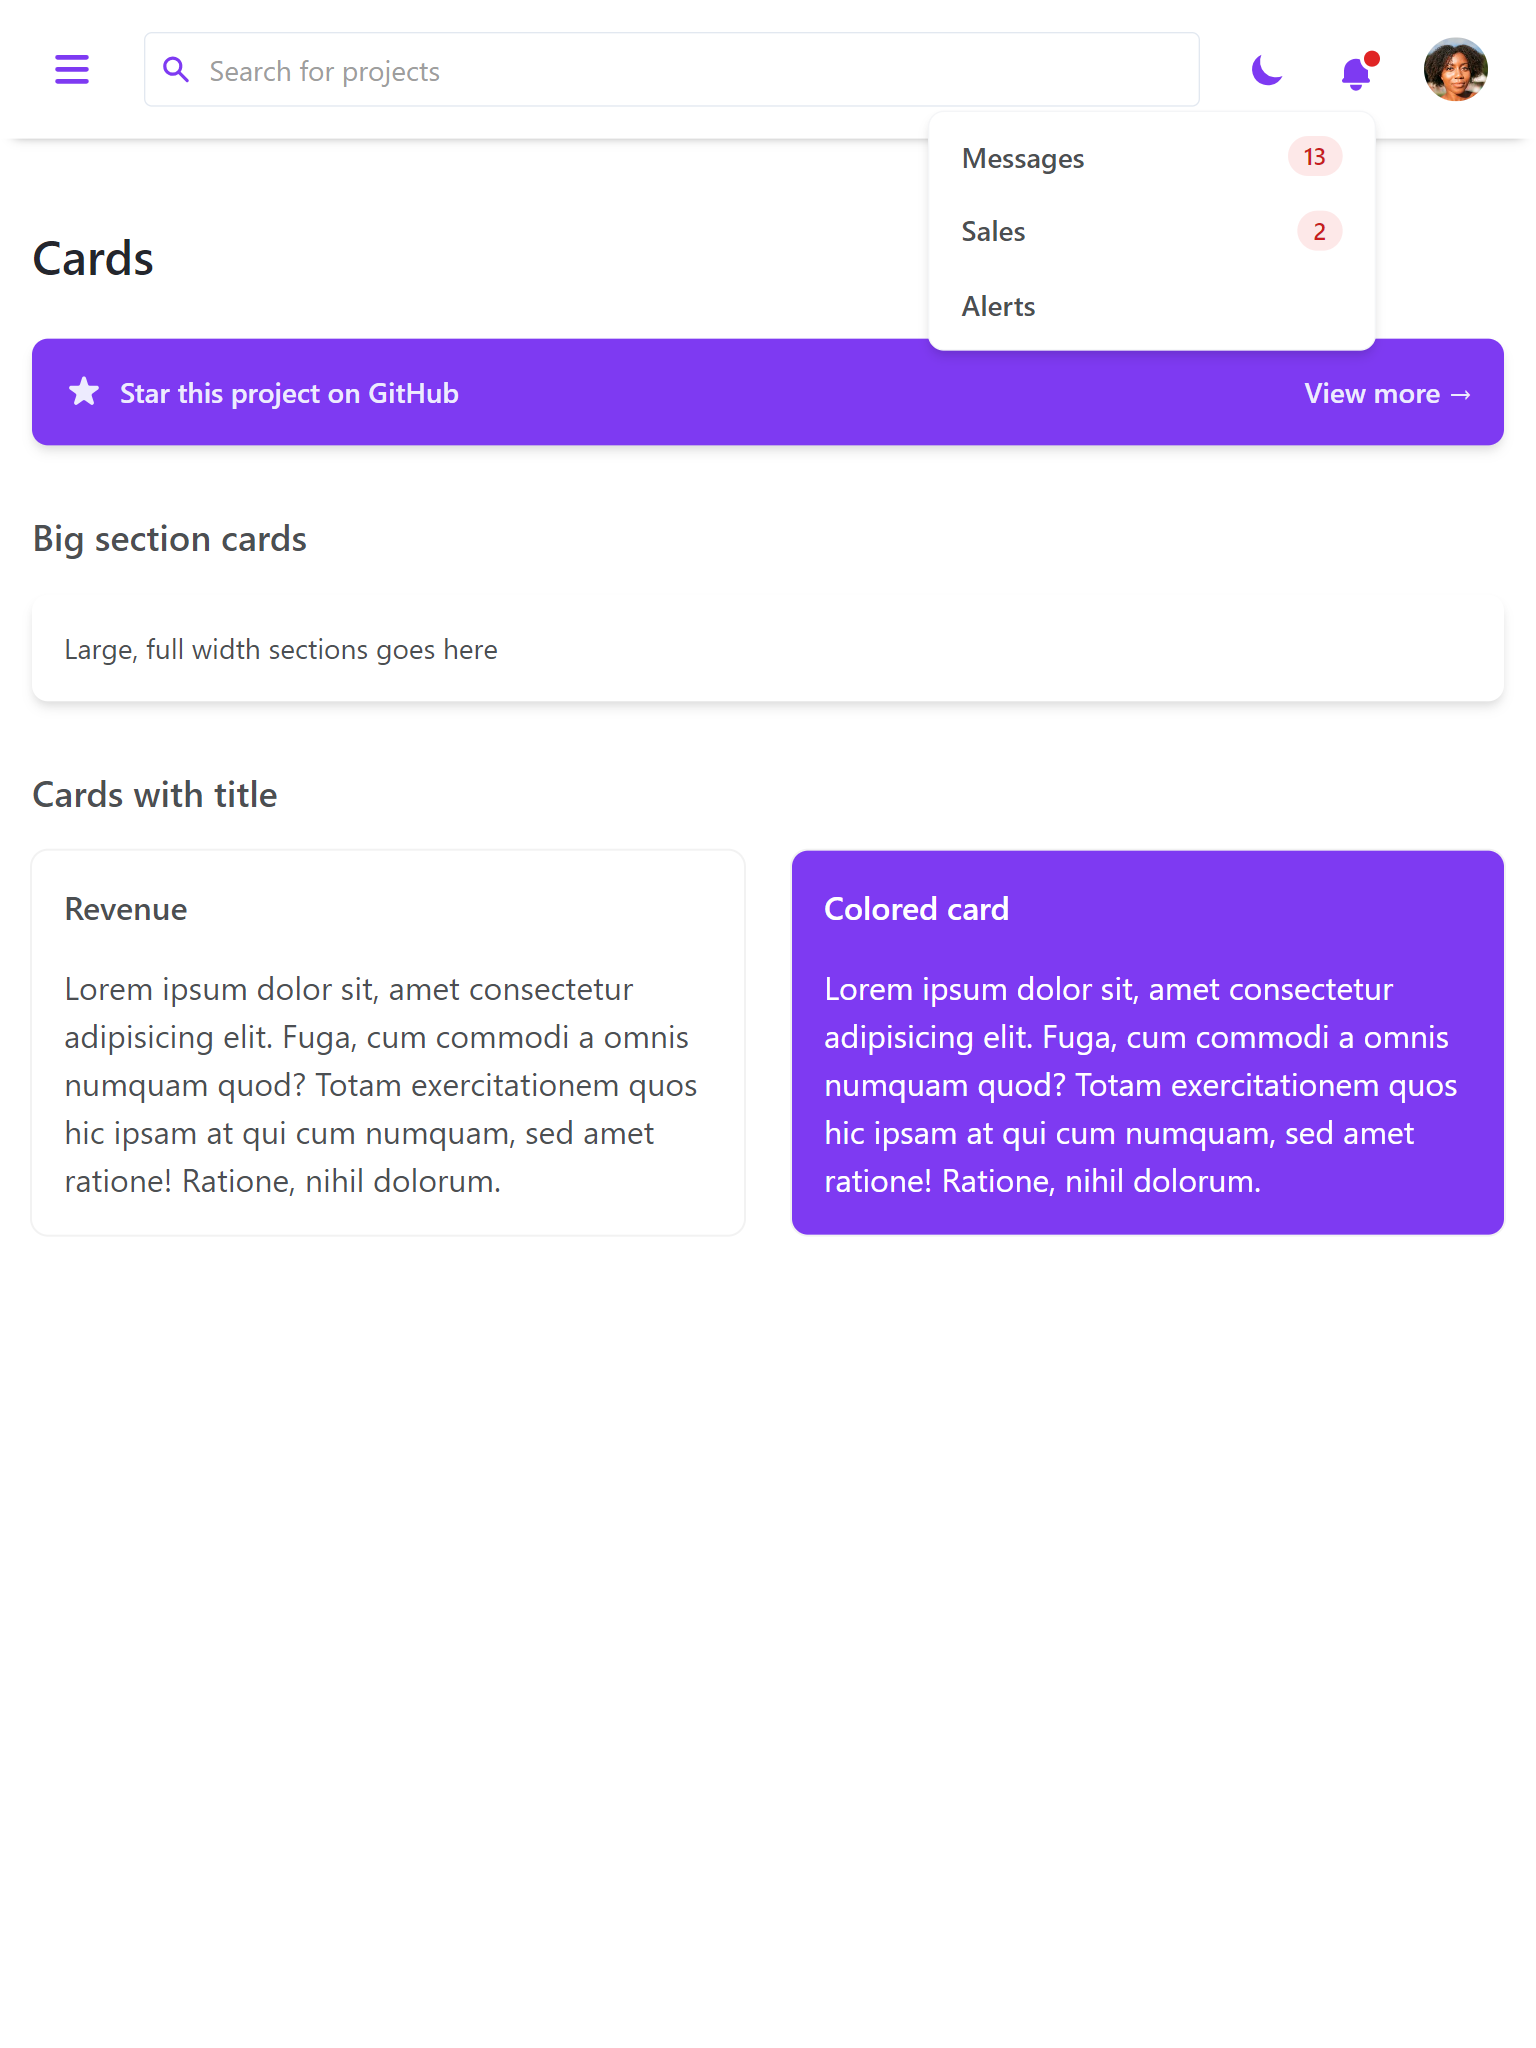 Search for projects
Messages 13
Sales 2
Alerts
Cards
Star this project on GitHub View more →
Big section cards
Large, full width sections goes here
Cards with title
Revenue
Lorem ipsum dolor sit, amet consectetur
adipisicing elit. Fuga, cum commodi a omnis
numquam quod? Totam exercitationem quos
hic ipsam at qui cum numquam, sed amet
ratione! Ratione, nihil dolorum.
Colored card
Lorem ipsum dolor sit, amet consectetur
adipisicing elit. Fuga, cum commodi a omnis
numquam quod? Totam exercitationem quos
hic ipsam at qui cum numquam, sed amet
ratione! Ratione, nihil dolorum.